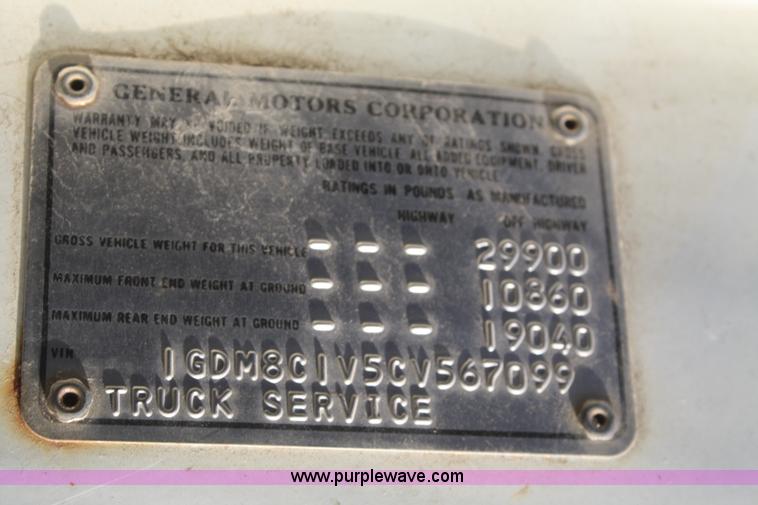 GENERAL MOTORS CORPORATION
WARRANTY MAY BE VOIDED IF WEIGHT EXCEEDS ANY OF RATINGS SHOWN. GROSS
VEHICLE WEIGHT INCLUDES WEIGHT OF BASE VEHICLE, ALL ADDED EQUIPMENT, DRIVER
AND PASSENGERS, AND ALL PROPERTY LOADED INTO OR ONTO VEHICLE
RATINGS IN POUNDS AS MANUFACTURED
HIGHWAY OFF HIGHWAY
GROSS VEHICLE WEIGHT FOR THIS VEHICLE - - - 29900
MAXIMUM FRONT END WEIGHT AT GROUND - - - 10860
MAXIMUM REAR END WEIGHT AT GROUND - - - 19040
VIN 1GDM8C1V5CV567099
TRUCK SERVICE
www.purplewave.com